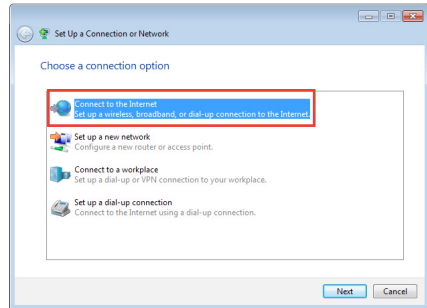 Set Up a Connection or Network
Choose a connection option
Connect to the Internet
Set up a wireless, broadband, or dial-up connection to the Internet.
Set up a new network
Configure a new router or access point.
Connect to a workplace
Set up a dial-up or VPN connection to your workplace.
Set up a dial-up connection
Connect to the Internet using a dial-up connection.
Next
Cancel